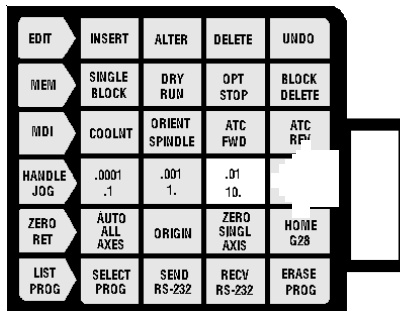 EDIT INSERT ALTER DELETE UNDO
MEM SINGLE BLOCK DRY RUN OPT STOP BLOCK DELETE
MDI COOLNT ORIENT SPINDLE ATC FWD ATC REV
HANDLE JOG .0001 .1 .001 1. .01 10.
ZERO RET AUTO ALL AXES ORIGIN ZERO SINGL AXIS HOME G28
LIST PROG SELECT PROG SEND RS-232 RECV RS-232 ERASE PROG